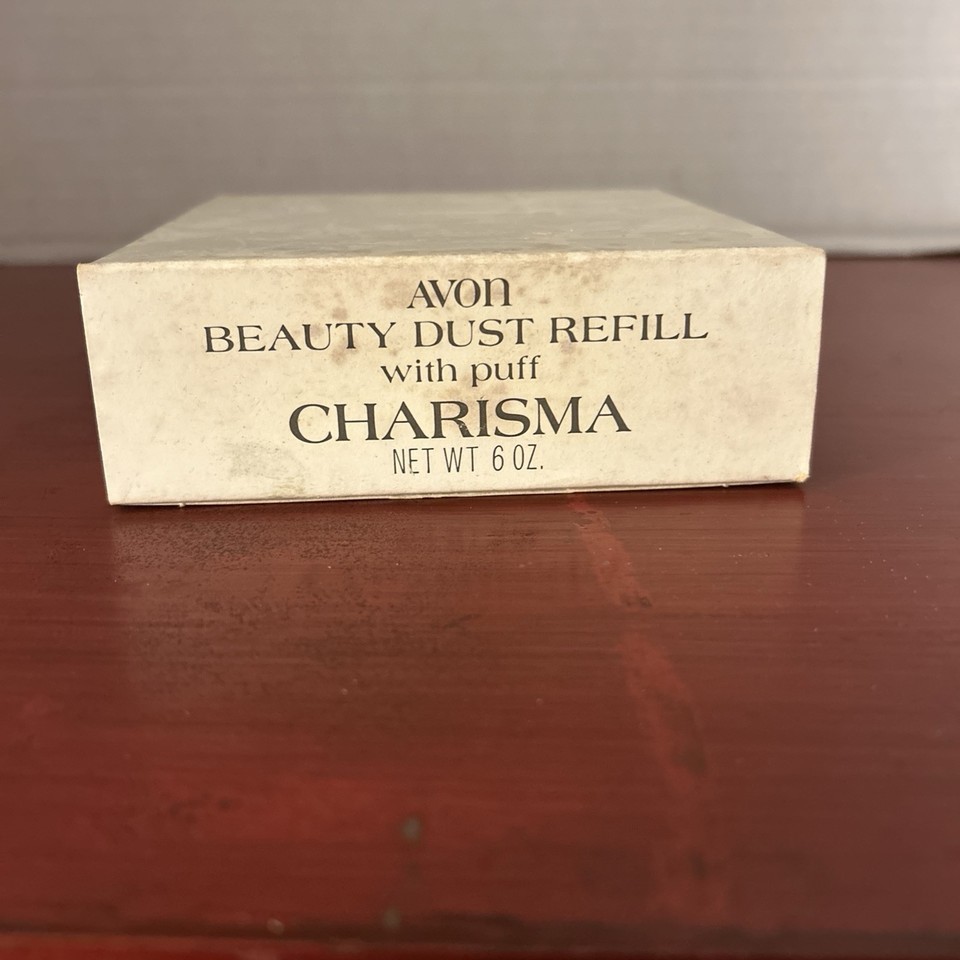 AVON
BEAUTY DUST REFILL
with puff
CHARISMA
NET WT 6 OZ.